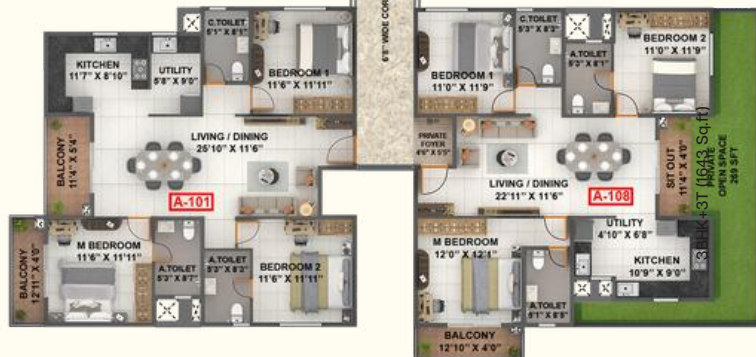 C.TOILET
5'1" X 8'1"
KITCHEN
11'7" X 8'10"
UTILITY
5'8" X 9'0"
BEDROOM 1
11'6" X 11'11"
6'8" WIDE COR
BALCONY
11'4" X 5'4"
LIVING / DINING
25'10" X 11'6"
A-101
BALCONY
12'11" X 4'0"
M BEDROOM
11'6" X 11'11"
A.TOILET
5'3" X 8'7"
A.TOILET
5'3" X 8'3"
BEDROOM 2
11'6" X 11'11"
BEDROOM 1
11'0" X 11'9"
C.TOILET
5'3" X 8'3"
A.TOILET
5'3" X 8'1"
BEDROOM 2
11'0" X 11'9"
PRIVATE
FOYER
4'6" X 5'5"
LIVING / DINING
22'11" X 11'6"
A-108
SIT OUT
11'4" X 4'0"
PRIVATE
OPEN SPACE
269 SFT
3BHK+3T (1643 Sq.ft)
M BEDROOM
12'0" X 12'1"
UTILITY
4'10" X 6'8"
KITCHEN
10'9" X 9'0"
A.TOILET
5'1" X 8'5"
BALCONY
12'10" X 4'0"